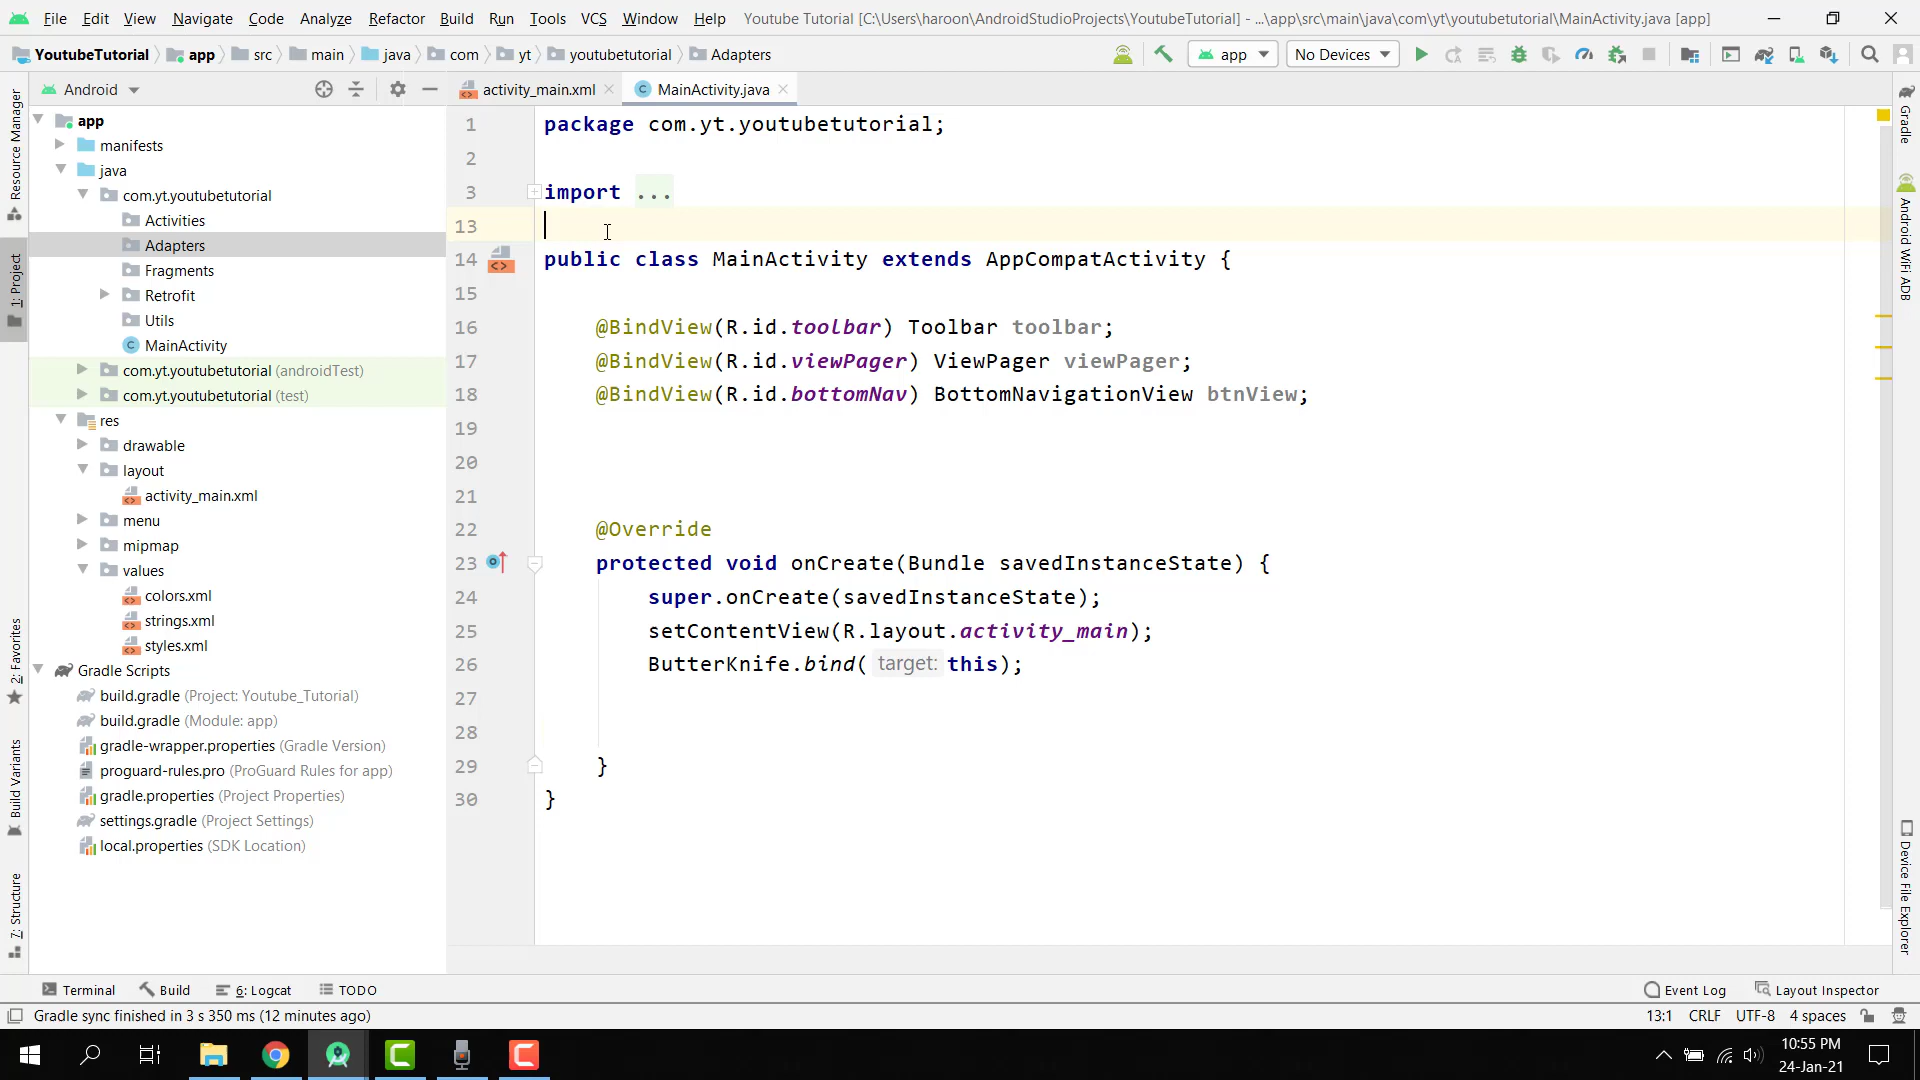 File Edit View Navigate Code Analyze Refactor Build Run Tools VCS Window Help Youtube Tutorial [C:\Users\haroon\AndroidStudioProjects\YoutubeTutorial] - ...\app\src\main\java\com\yt\youtubetutorial\MainActivity.java [app]
YoutubeTutorial app src main java com yt youtubetutorial Adapters app No Devices
Android activity_main.xml MainActivity.java
Resource Manager
1: Project
2: Favorites
Build Variants
7: Structure
app
manifests
java
com.yt.youtubetutorial
Activities
Adapters
Fragments
Retrofit
Utils
MainActivity
com.yt.youtubetutorial (androidTest)
com.yt.youtubetutorial (test)
res
drawable
layout
activity_main.xml
menu
mipmap
values
colors.xml
strings.xml
styles.xml
Gradle Scripts
build.gradle (Project: Youtube_Tutorial)
build.gradle (Module: app)
gradle-wrapper.properties (Gradle Version)
proguard-rules.pro (ProGuard Rules for app)
gradle.properties (Project Properties)
settings.gradle (Project Settings)
local.properties (SDK Location)
1 package com.yt.youtubetutorial;
2
3 import ...
13
14 public class MainActivity extends AppCompatActivity {
15
16 @BindView(R.id.toolbar) Toolbar toolbar;
17 @BindView(R.id.viewPager) ViewPager viewPager;
18 @BindView(R.id.bottomNav) BottomNavigationView btnView;
19
20
21
22 @Override
23 protected void onCreate(Bundle savedInstanceState) {
24 super.onCreate(savedInstanceState);
25 setContentView(R.layout.activity_main);
26 ButterKnife.bind( target: this);
27
28
29 }
30 }
Gradle
Android WiFi ADB
Device File Explorer
Terminal Build 6: Logcat TODO Event Log Layout Inspector
Gradle sync finished in 3 s 350 ms (12 minutes ago) 13:1 CRLF UTF-8 4 spaces
10:55 PM
24-Jan-21